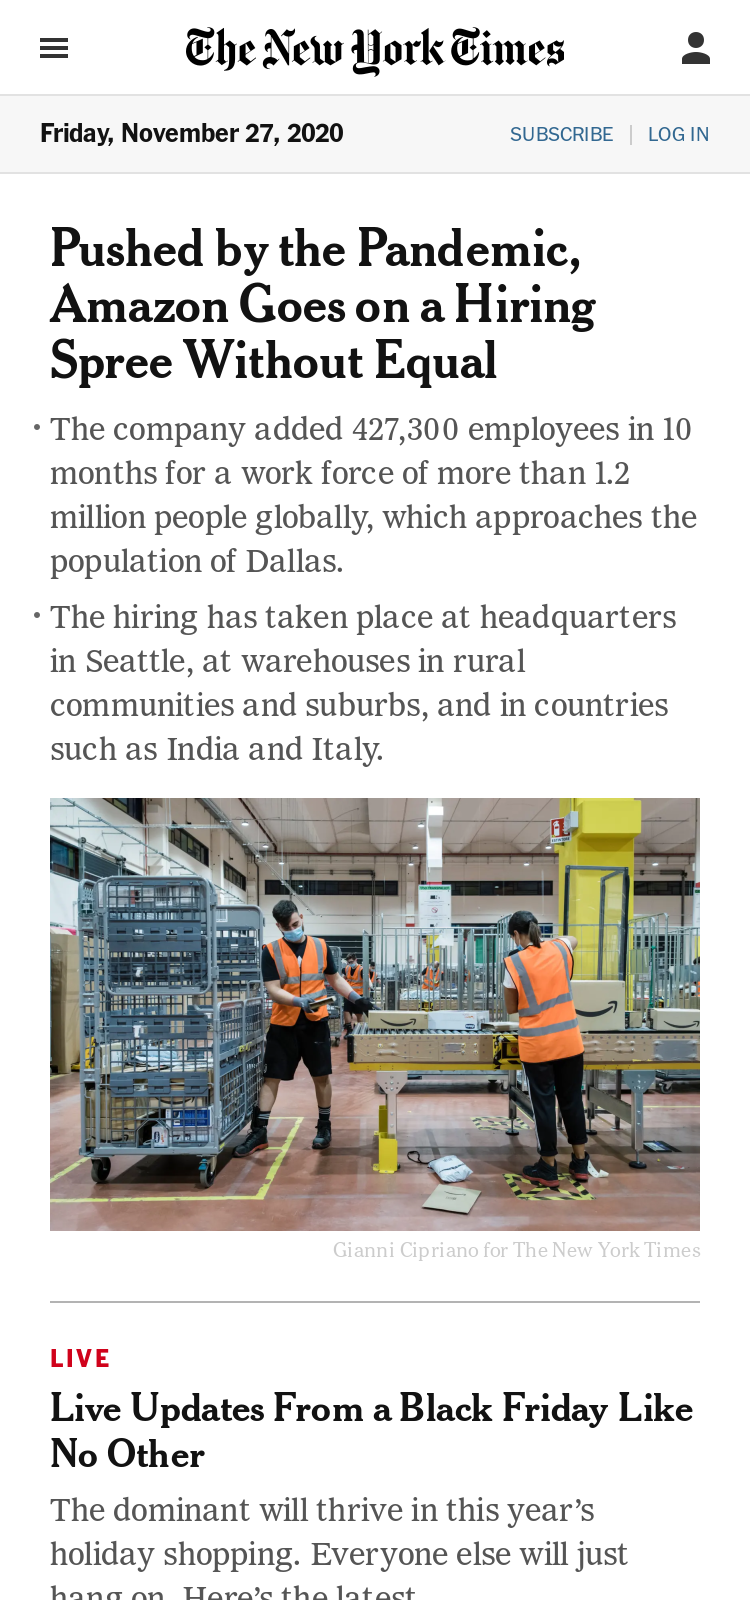 The New York Times
Friday, November 27, 2020
SUBSCRIBE | LOG IN
Pushed by the Pandemic,
Amazon Goes on a Hiring
Spree Without Equal
• The company added 427,300 employees in 10
months for a work force of more than 1.2
million people globally, which approaches the
population of Dallas.
• The hiring has taken place at headquarters
in Seattle, at warehouses in rural
communities and suburbs, and in countries
such as India and Italy.
Gianni Cipriano for The New York Times
LIVE
Live Updates From a Black Friday Like
No Other
The dominant will thrive in this year’s
holiday shopping. Everyone else will just
hang on. Here’s the latest.